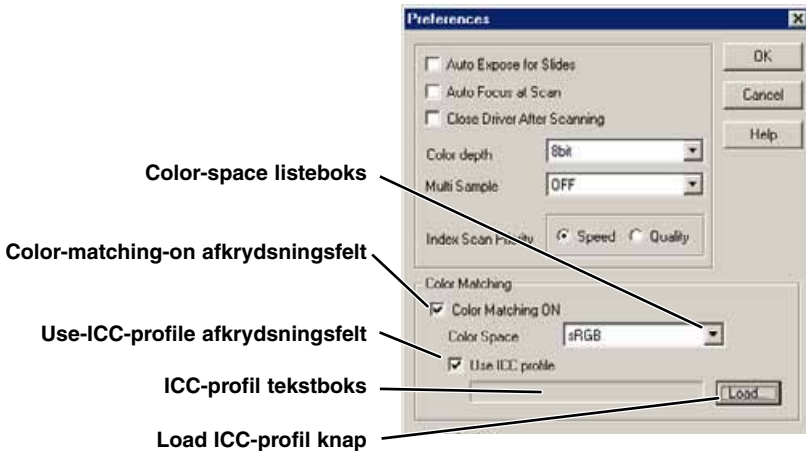 Preferences
Auto Expose for Slides
OK
Auto Focus at Scan
Cancel
Close Driver After Scanning
Help
Color depth 8bit
Color-space listeboks
Multi Sample OFF
Index Scan Priority Speed Quality
Color-matching-on afkrydsningsfelt
Color Matching
Color Matching ON
Use-ICC-profile afkrydsningsfelt
Color Space sRGB
Use ICC profile
ICC-profil tekstboks
Load...
Load ICC-profil knap